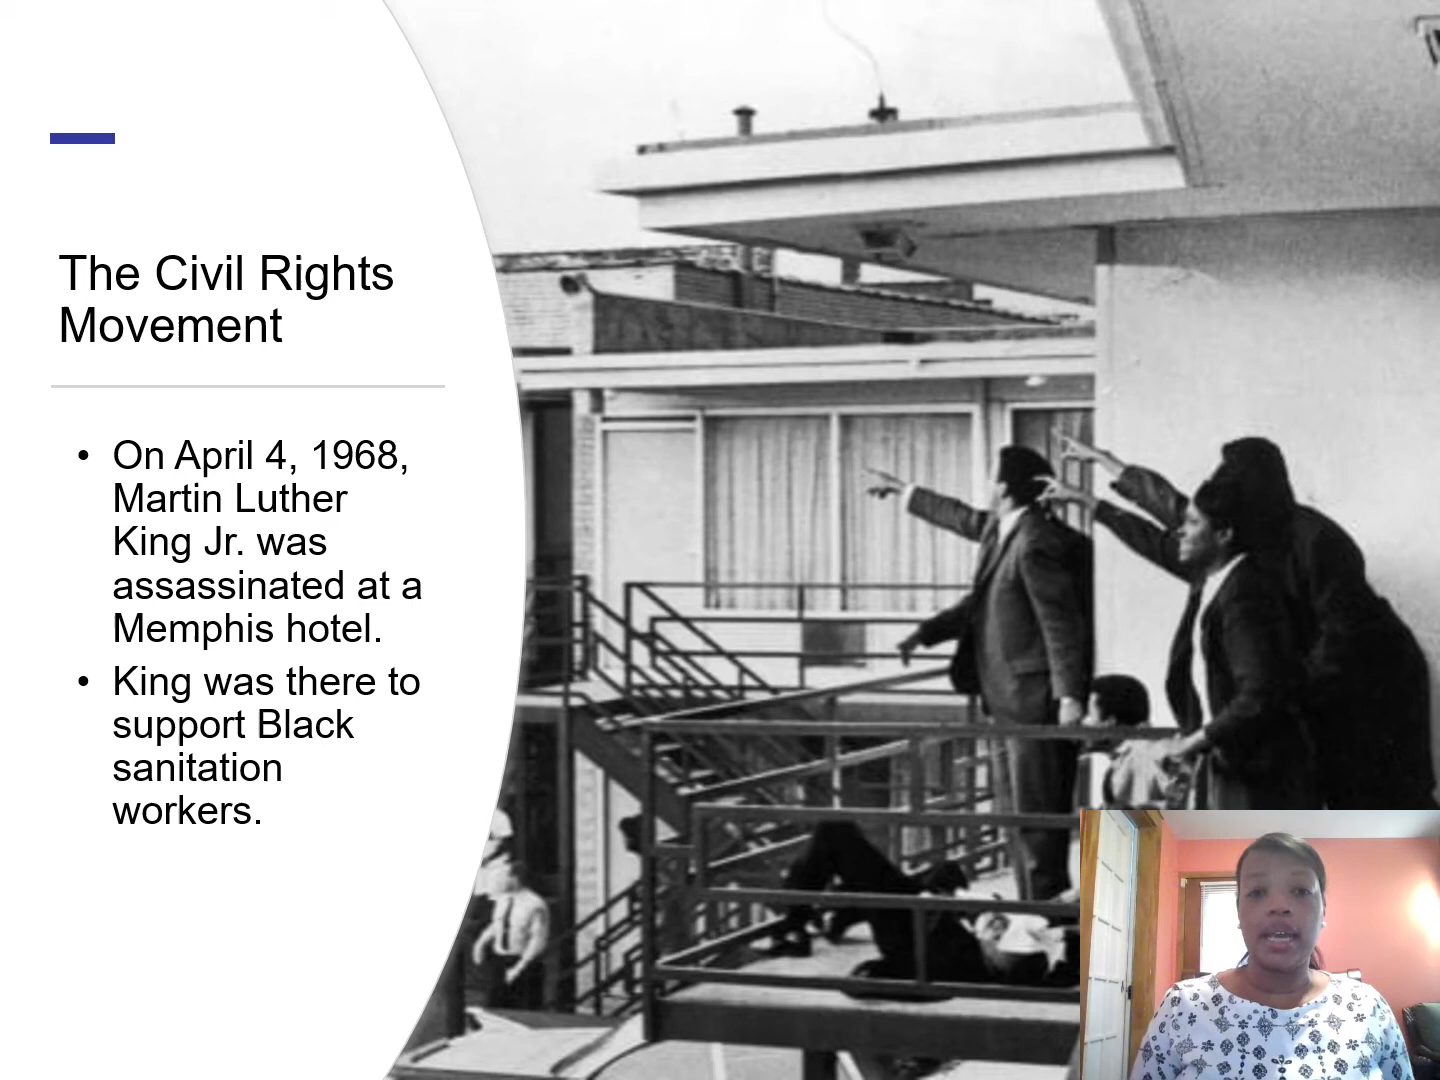 The Civil Rights
Movement
• On April 4, 1968,
Martin Luther
King Jr. was
assassinated at a
Memphis hotel.
• King was there to
support Black
sanitation
workers.